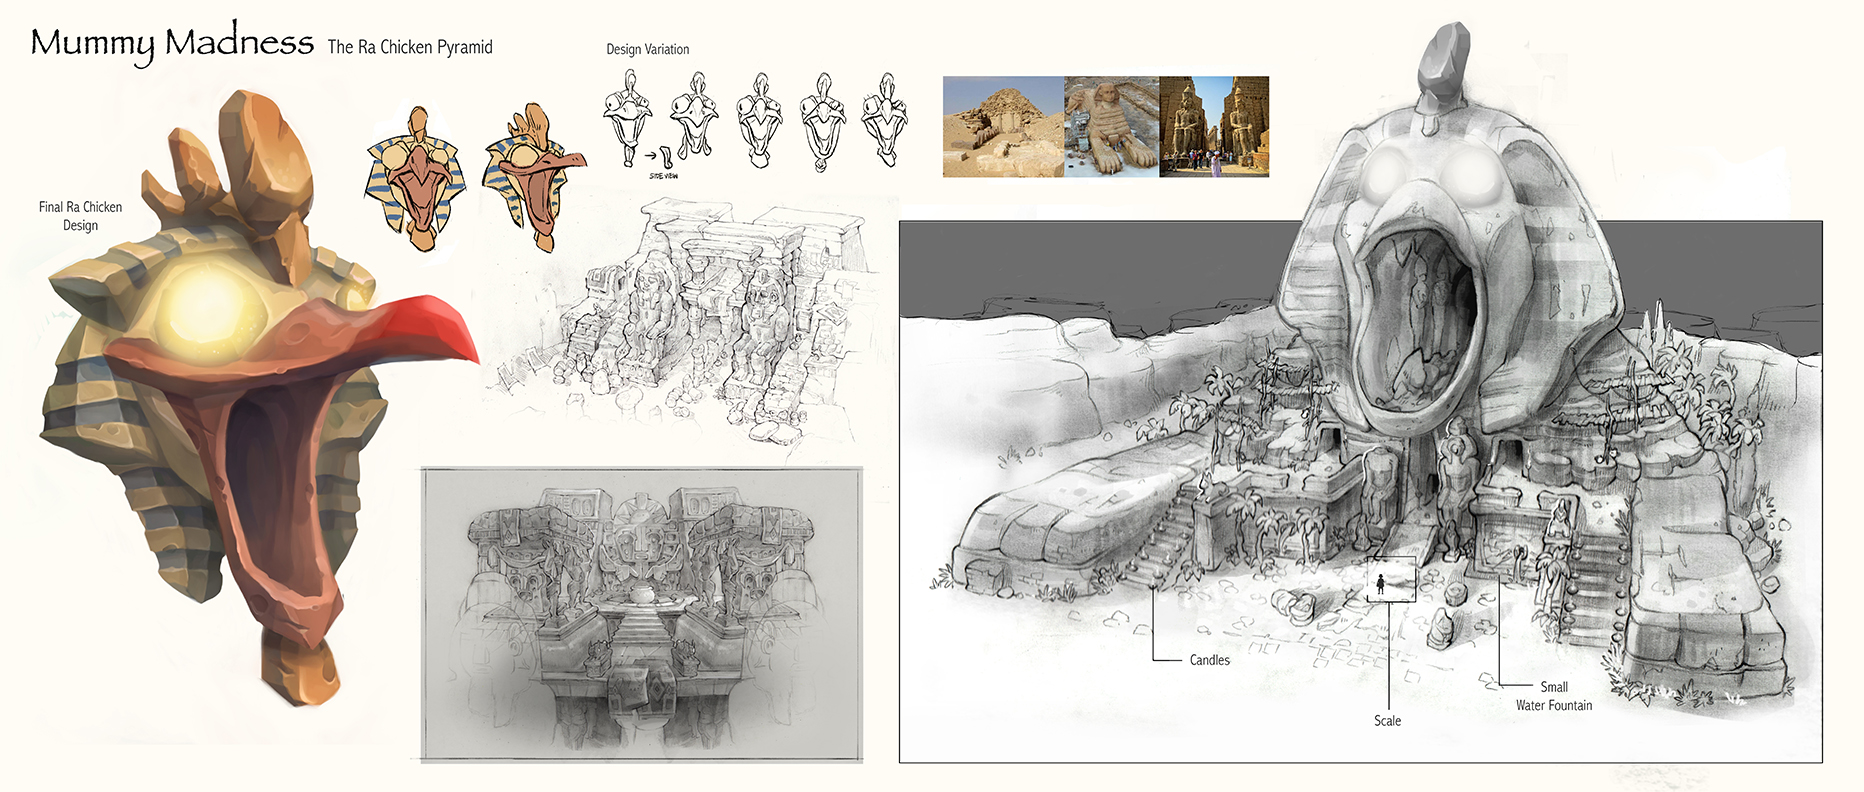 Mummy Madness The Ra Chicken Pyramid
Design Variation
SIDE VIEW
Final Ra Chicken
Design
Candles
Scale
Small
Water Fountain